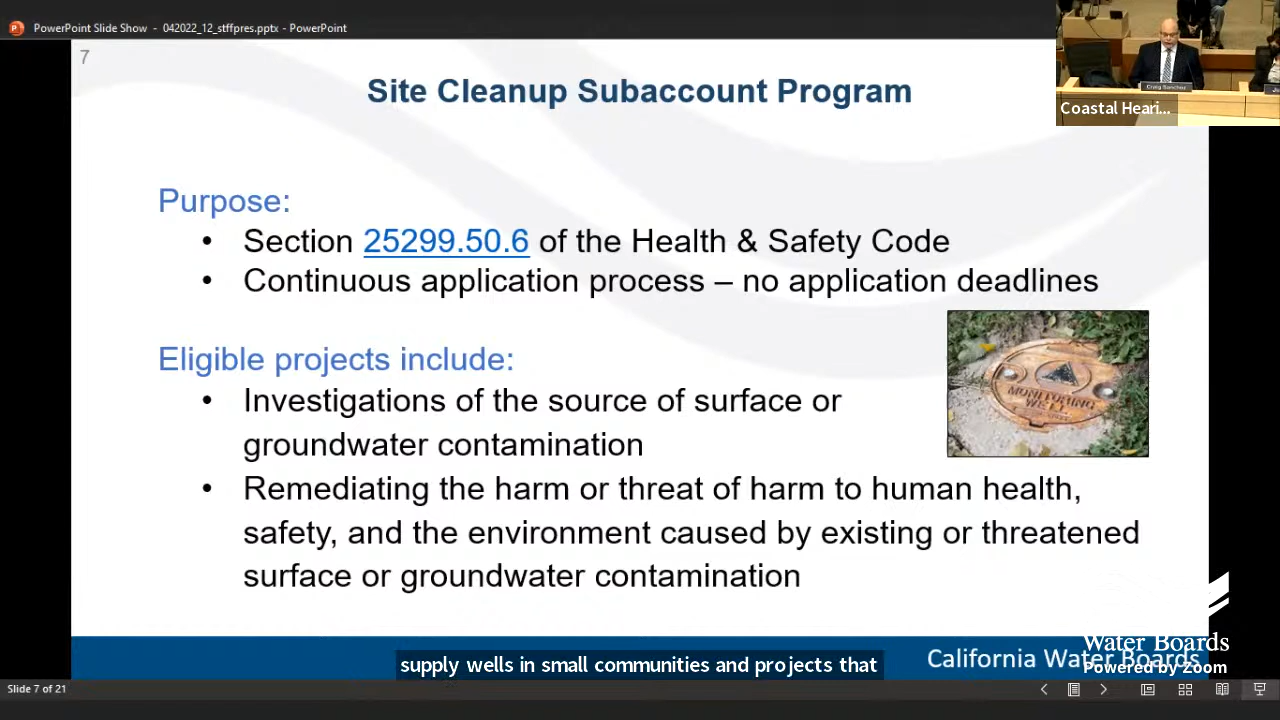 PowerPoint Slide Show - 042022_12_stffpres.pptx - PowerPoint
7
Site Cleanup Subaccount Program
Craig Sanchez
Coastal Heari...
Purpose:
• Section 25299.50.6 of the Health & Safety Code
• Continuous application process – no application deadlines
Eligible projects include:
• Investigations of the source of surface or
groundwater contamination
MONITORING
WELL
• Remediating the harm or threat of harm to human health,
safety, and the environment caused by existing or threatened
surface or groundwater contamination
Water Boards
supply wells in small communities and projects that
California Water Boards
Powered by Zoom
Slide 7 of 21